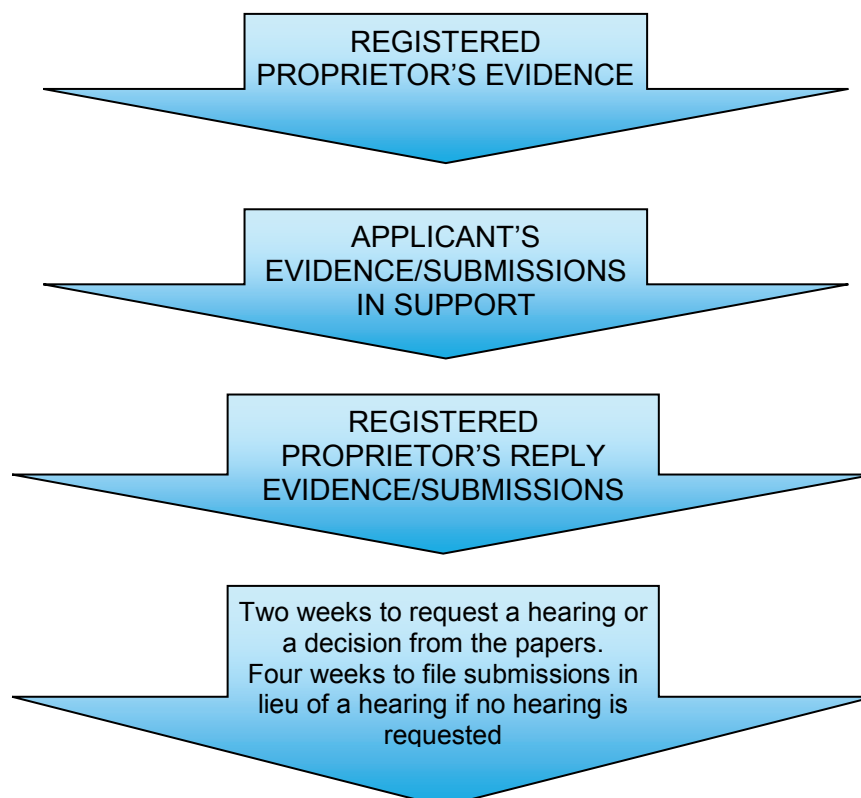 REGISTERED
PROPRIETOR’S EVIDENCE
APPLICANT’S
EVIDENCE/SUBMISSIONS
IN SUPPORT
REGISTERED
PROPRIETOR’S REPLY
EVIDENCE/SUBMISSIONS
Two weeks to request a hearing or
a decision from the papers.
Four weeks to file submissions in
lieu of a hearing if no hearing is
requested